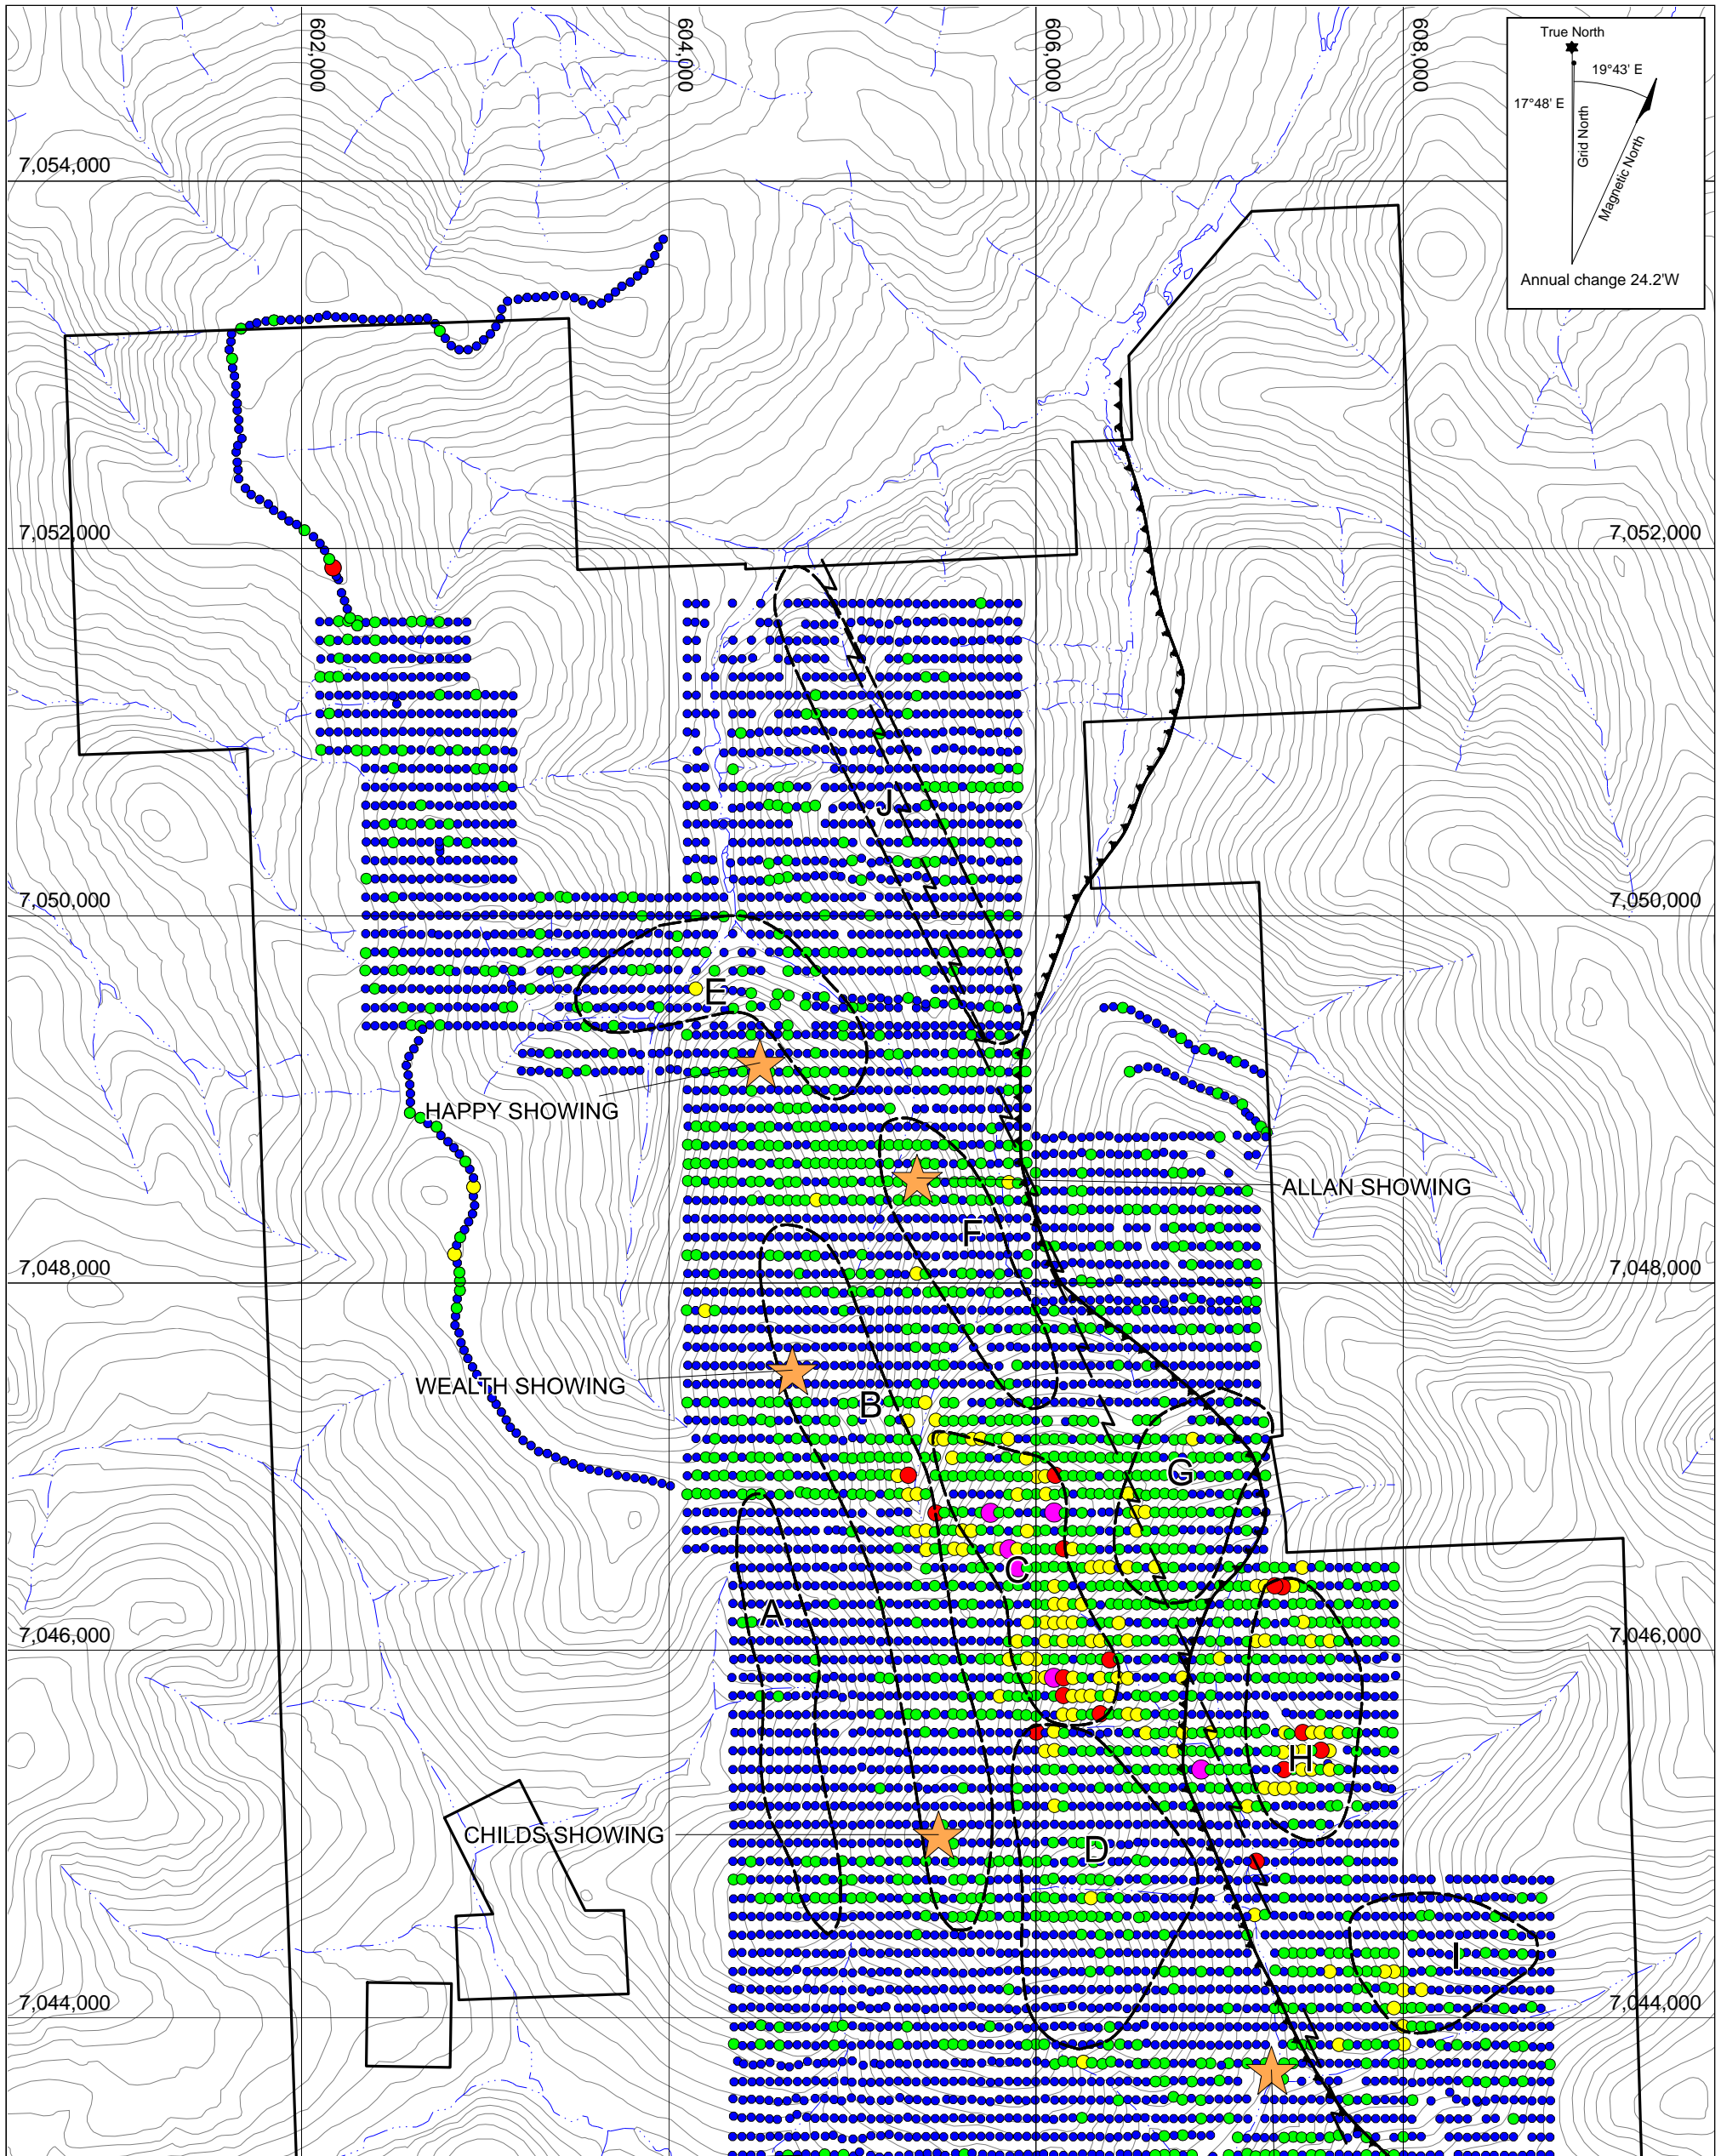 602,000
604,000
606,000
608,000
True North
19°43' E
17°48' E
Grid North
Magnetic North
Annual change 24.2'W
7,054,000
7,052,000
7,052,000
J
7,050,000
7,050,000
E
HAPPY SHOWING
ALLAN SHOWING
F
7,048,000
7,048,000
WEALTH SHOWING
B
G
C
A
7,046,000
7,046,000
H
CHILDS SHOWING
D
I
7,044,000
7,044,000